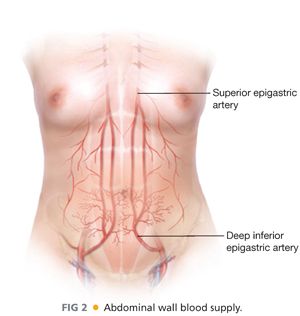 Superior epigastric
artery
Deep inferior
epigastric artery
FIG 2 • Abdominal wall blood supply.